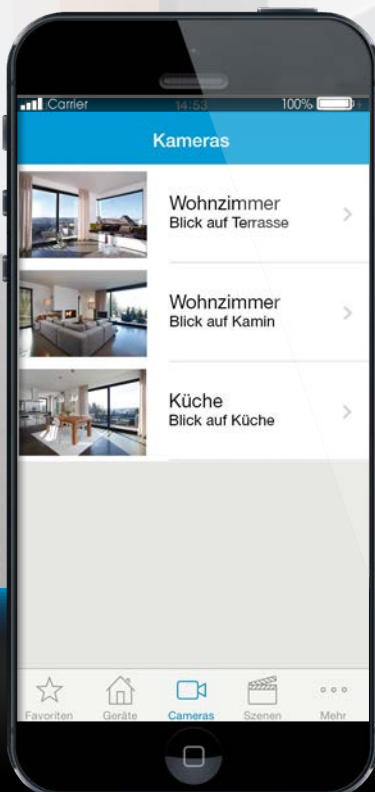 Carrier
14:53
100%
Kameras
Wohnzimmer
Blick auf Terrasse
Wohnzimmer
Blick auf Kamin
Küche
Blick auf Küche
Favoriten
Geräte
Cameras
Szenen
Mehr